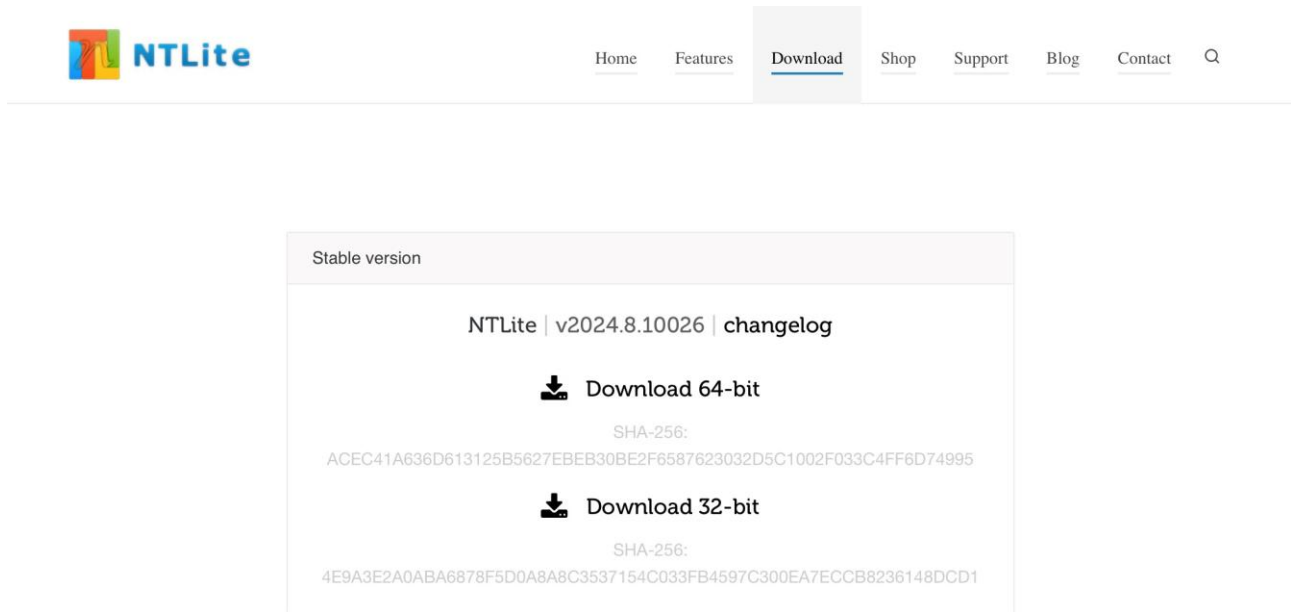 NTLite
Home Features Download Shop Support Blog Contact
Stable version
NTLite | v2024.8.10026 | changelog
Download 64-bit
SHA-256:
ACEC41A636D613125B5627EBEB30BE2F6587623032D5C1002F033C4FF6D74995
Download 32-bit
SHA-256:
4E9A3E2A0ABA6878F5D0A8A8C3537154C033FB4597C300EA7ECCB8236148DCD1